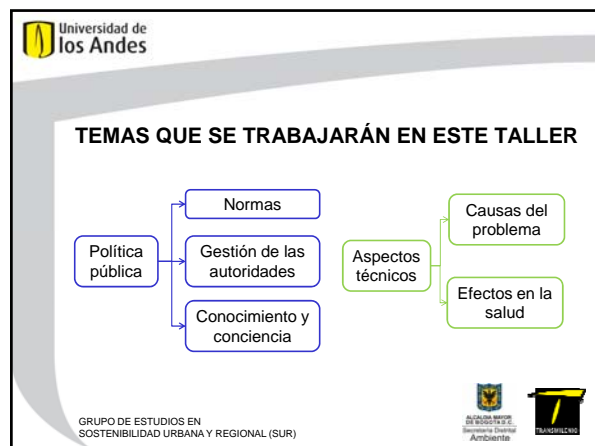 Universidad de
los Andes
TEMAS QUE SE TRABAJARÁN EN ESTE TALLER
Política
pública
Normas
Gestión de las
autoridades
Conocimiento y
conciencia
Aspectos
técnicos
Causas del
problema
Efectos en la
salud
GRUPO DE ESTUDIOS EN
SOSTENIBILIDAD URBANA Y REGIONAL (SUR)
ALCALDÍA MAYOR
DE BOGOTÁ D.C.
Secretaría Distrital
Ambiente
TRANSMILENIO